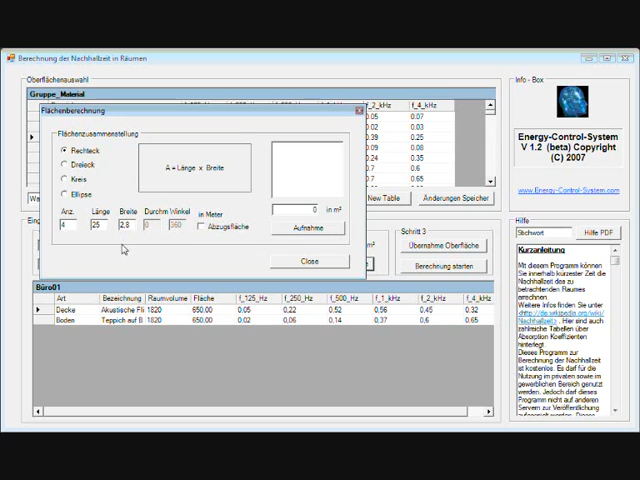 Berechnung der Nachhallzeit in Räumen
Oberflächenauswahl
Gruppe_Material
f_2_kHz f_4_kHz
0.05 0.07
0.02 0.03
0.39 0.25
0.09 0.08
0.24 0.35
0.7 0.6
0.6 0.6
0.65 0.5
New Table
Änderungen Speicher
Flächenberechnung
Flächenzusammenstellung
Rechteck
Dreieck
Kreis
Ellipse
A = Länge x Breite
Anz. Länge Breite Durchm Winkel in Meter
4 25 2,8 0 360
Abzugsfläche
0 in m²
Aufnahme
Close
m²
Schritt 3
Übernahme Oberfläche
Berechnung starten
Büro01
Art Bezeichnung Raumvolume Fläche f_125_Hz f_250_Hz f_500_Hz f_1_kHz f_2_kHz f_4_kHz
Decke Akustische Fl 1820 650.00 0.05 0,22 0.52 0.56 0,45 0.32
Boden Teppich auf B 1820 650.00 0.02 0,06 0.14 0,37 0,6 0.65
Info - Box
Energy-Control-System
V 1.2 (beta) Copyright
(C) 2007
www.Energy-Control-System.com
Hilfe
Stichwort
Hilfe PDF
Kurzanleitung
Mit diesem Programm können
Sie innerhalb kürzester Zeit die
Nachhallzeit des zu
betrachtenden Raumes
errechnen
Weitere Infos finden Sie unter
<http://de.wikipedia.org/wiki/
Nachhallzeit> . Hier sind auch
zahlreiche Tabellen über
Absorption Koeffizienten
hinterlegt.
Dieses Programm zur
Berechnung der Nachhallzeit
ist kostenlos. Es darf für die
Nutzung im privaten sowie im
gewerblichen Bereich genutzt
werden. Jedoch darf dieses
Programm nicht auf anderen
Servern zur Veröffentlichung